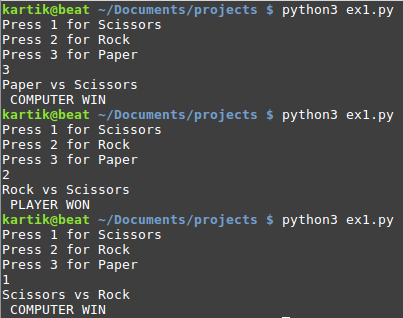 kartik@beat ~/Documents/projects $ python3 ex1.py
Press 1 for Scissors
Press 2 for Rock
Press 3 for Paper
3
Paper vs Scissors
 COMPUTER WIN
kartik@beat ~/Documents/projects $ python3 ex1.py
Press 1 for Scissors
Press 2 for Rock
Press 3 for Paper
2
Rock vs Scissors
 PLAYER WON
kartik@beat ~/Documents/projects $ python3 ex1.py
Press 1 for Scissors
Press 2 for Rock
Press 3 for Paper
1
Scissors vs Rock
 COMPUTER WIN